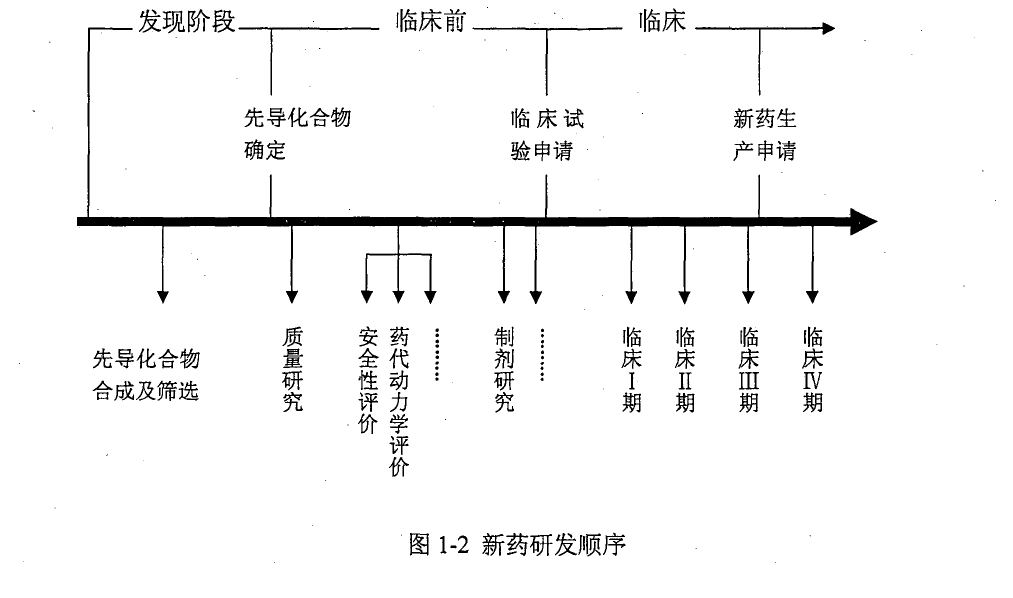 发现阶段
临床前
临床
先导化合物
确定
临床试
验申请
新药生
产申请
先导化合物
合成及筛选
质量研究
安全性评价
药代动力学评价
………
制剂研究
………
临床Ⅰ期
临床Ⅱ期
临床Ⅲ期
临床Ⅳ期
图 1-2 新药研发顺序